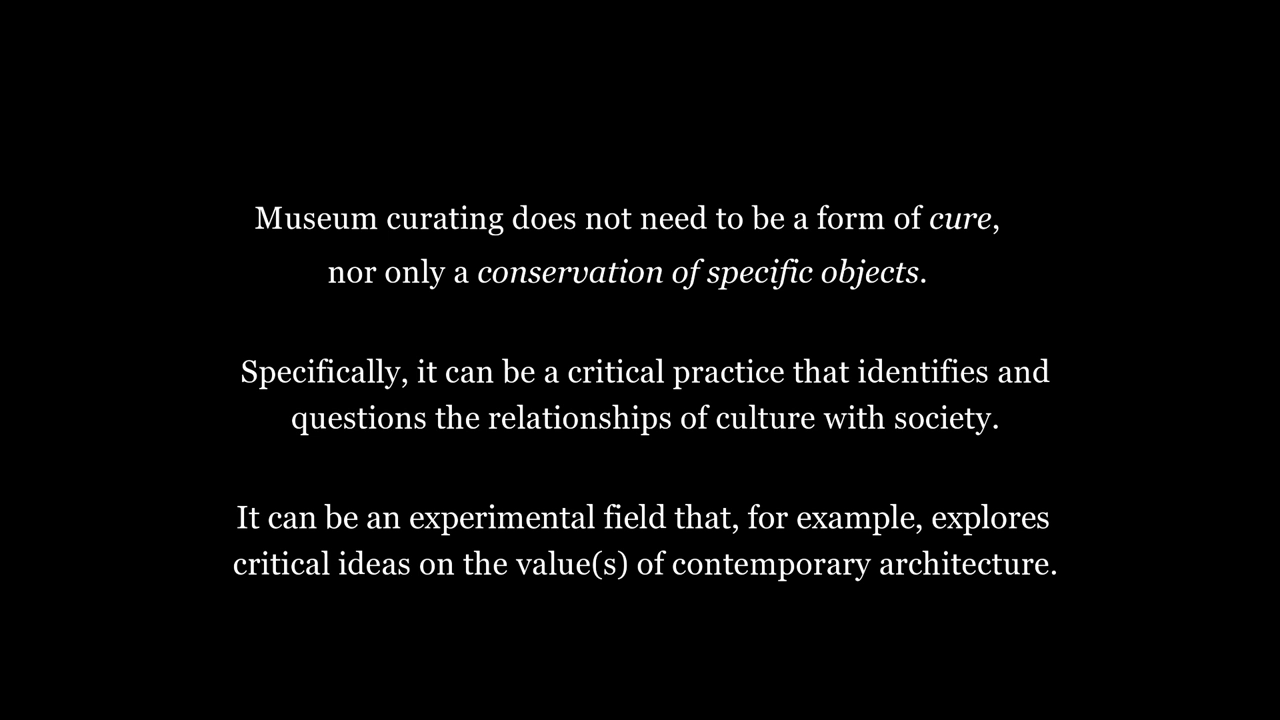 Museum curating does not need to be a form of cure,
nor only a conservation of specific objects.
Specifically, it can be a critical practice that identifies and
questions the relationships of culture with society.
It can be an experimental field that, for example, explores
critical ideas on the value(s) of contemporary architecture.